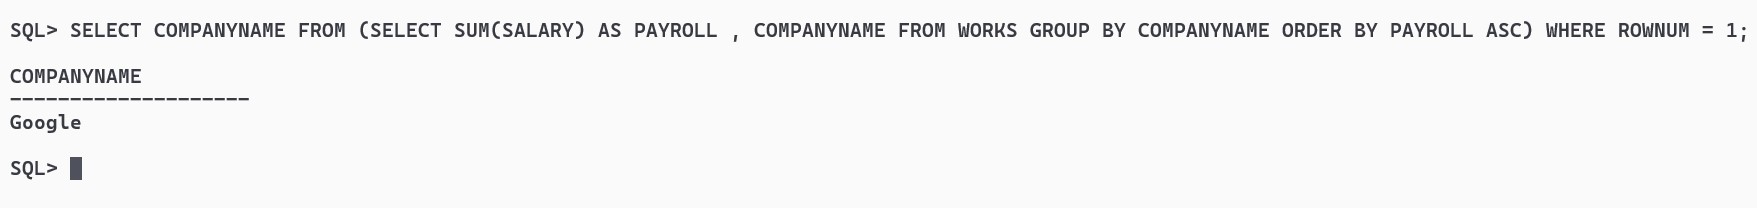 SQL> SELECT COMPANYNAME FROM (SELECT SUM(SALARY) AS PAYROLL , COMPANYNAME FROM WORKS GROUP BY COMPANYNAME ORDER BY PAYROLL ASC) WHERE ROWNUM = 1;
COMPANYNAME
--------------------
Google
SQL>